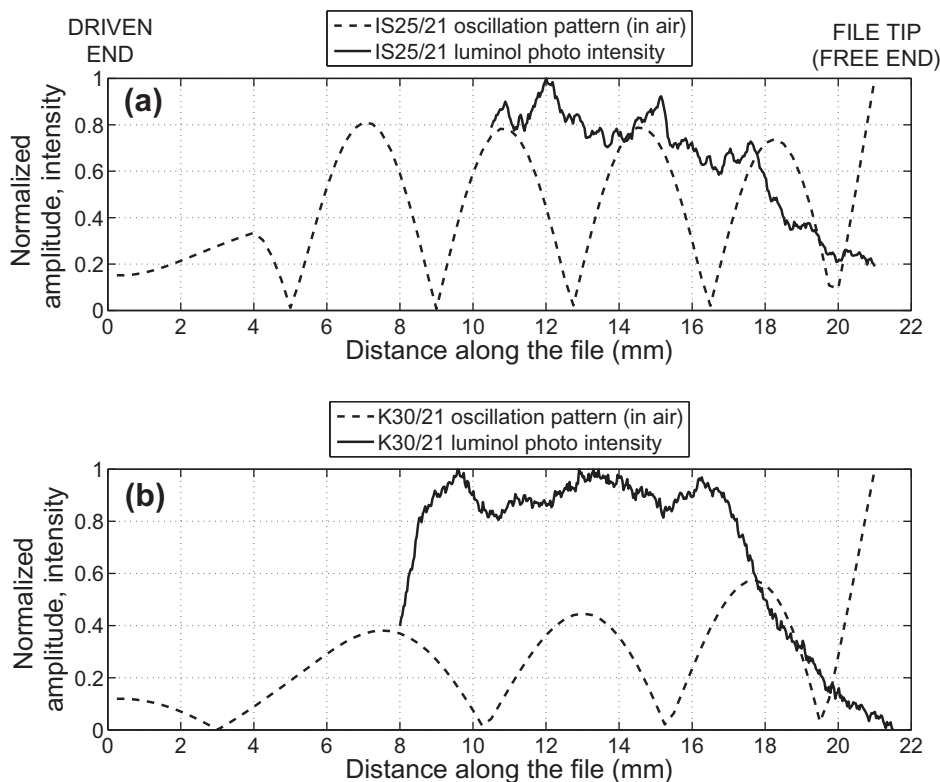 DRIVEN
END
IS25/21 oscillation pattern (in air)
IS25/21 luminol photo intensity
FILE TIP
(FREE END)
(a)
Normalized
amplitude, intensity
1
0.8
0.6
0.4
0.2
0
0 2 4 6 8 10 12 14 16 18 20 22
Distance along the file (mm)
K30/21 oscillation pattern (in air)
K30/21 luminol photo intensity
(b)
Normalized
amplitude, intensity
1
0.8
0.6
0.4
0.2
0
0 2 4 6 8 10 12 14 16 18 20 22
Distance along the file (mm)